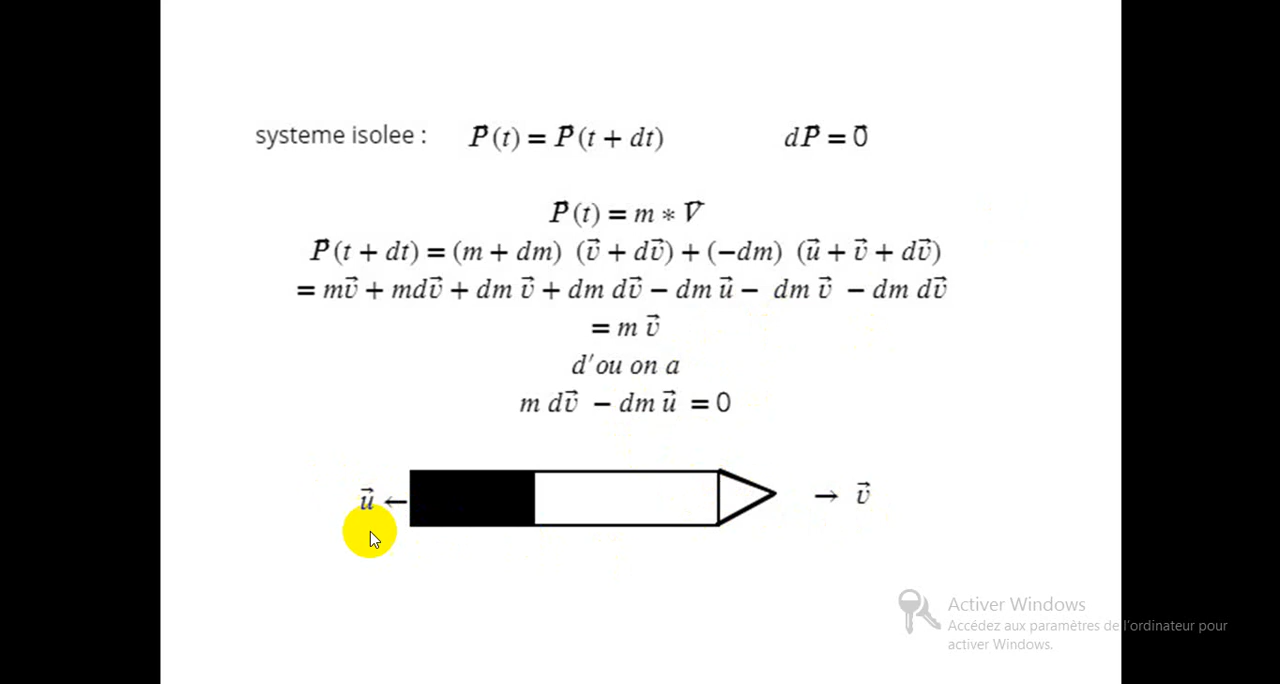 systeme isolee : P⃗(t) = P⃗(t + dt) dP⃗ = 0⃗
P⃗(t) = m ∗ V⃗
P⃗(t + dt) = (m + dm) (v⃗ + dv⃗) + (−dm) (u⃗ + v⃗ + dv⃗)
= mv⃗ + mdv⃗ + dm v⃗ + dm dv⃗ − dm u⃗ − dm v⃗ − dm dv⃗
= m v⃗
d'ou on a
m dv⃗ − dm u⃗ = 0
u⃗ ← → v⃗
Activer Windows
Accédez aux paramètres de l'ordinateur pour
activer Windows.